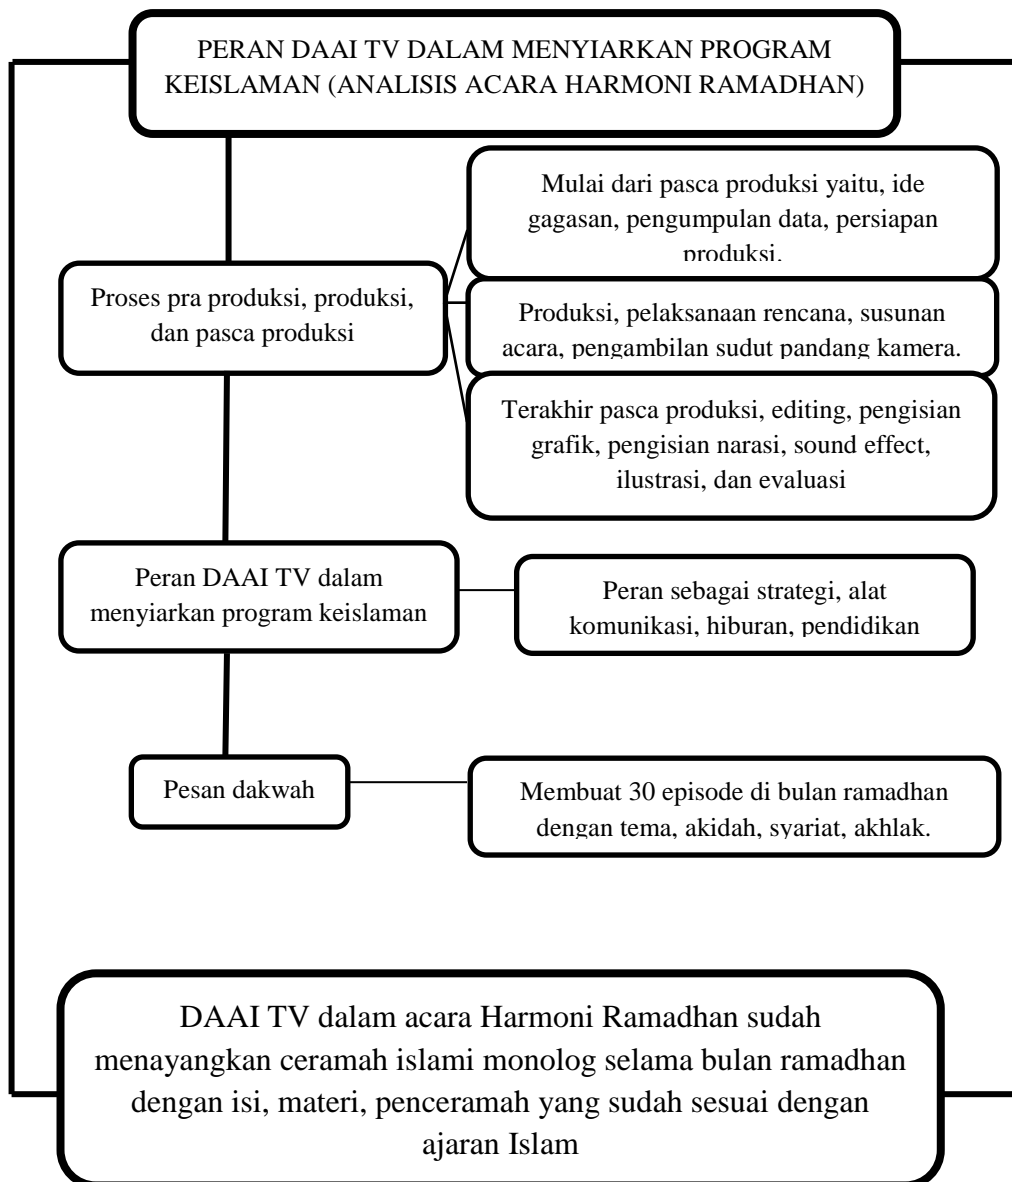 PERAN DAAI TV DALAM MENYIARKAN PROGRAM
KEISLAMAN (ANALISIS ACARA HARMONI RAMADHAN)
Proses pra produksi, produksi,
dan pasca produksi
Mulai dari pasca produksi yaitu, ide
gagasan, pengumpulan data, persiapan
produksi.
Produksi, pelaksanaan rencana, susunan
acara, pengambilan sudut pandang kamera.
Terakhir pasca produksi, editing, pengisian
grafik, pengisian narasi, sound effect,
ilustrasi, dan evaluasi
Peran DAAI TV dalam
menyiarkan program keislaman
Peran sebagai strategi, alat
komunikasi, hiburan, pendidikan
Pesan dakwah
Membuat 30 episode di bulan ramadhan
dengan tema, akidah, syariat, akhlak.
DAAI TV dalam acara Harmoni Ramadhan sudah
menayangkan ceramah islami monolog selama bulan ramadhan
dengan isi, materi, penceramah yang sudah sesuai dengan
ajaran Islam